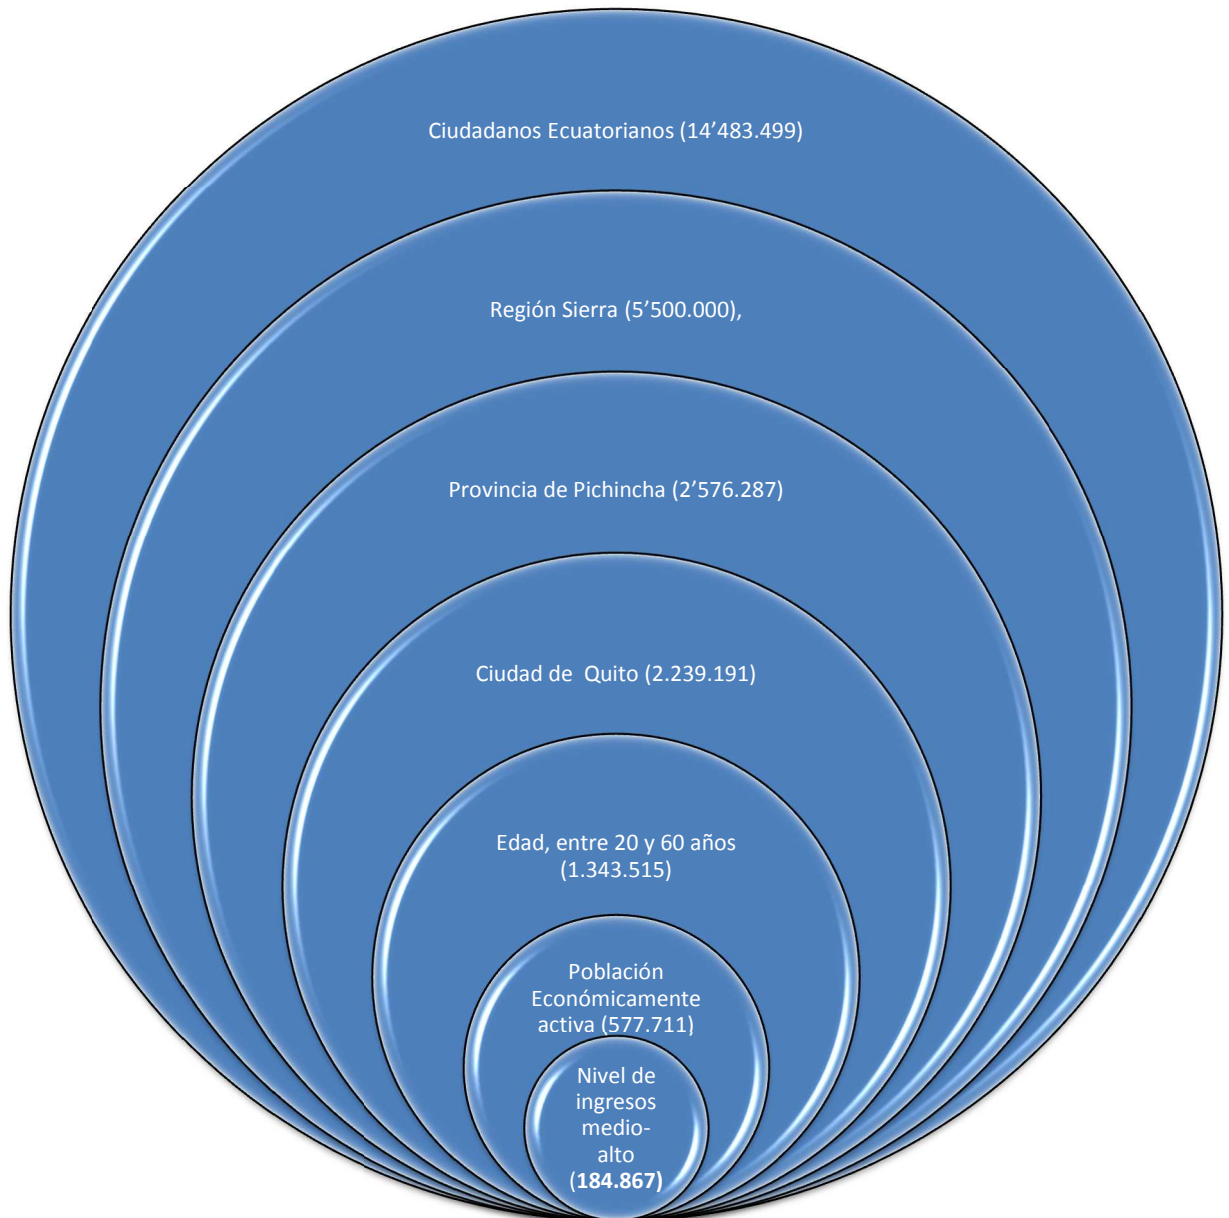 Ciudadanos Ecuatorianos (14’483.499)
Región Sierra (5’500.000),
Provincia de Pichincha (2’576.287)
Ciudad de  Quito (2.239.191)
Edad, entre 20 y 60 años
(1.343.515)
Población
Económicamente
activa (577.711)
Nivel de
ingresos
medio-
alto
(184.867)